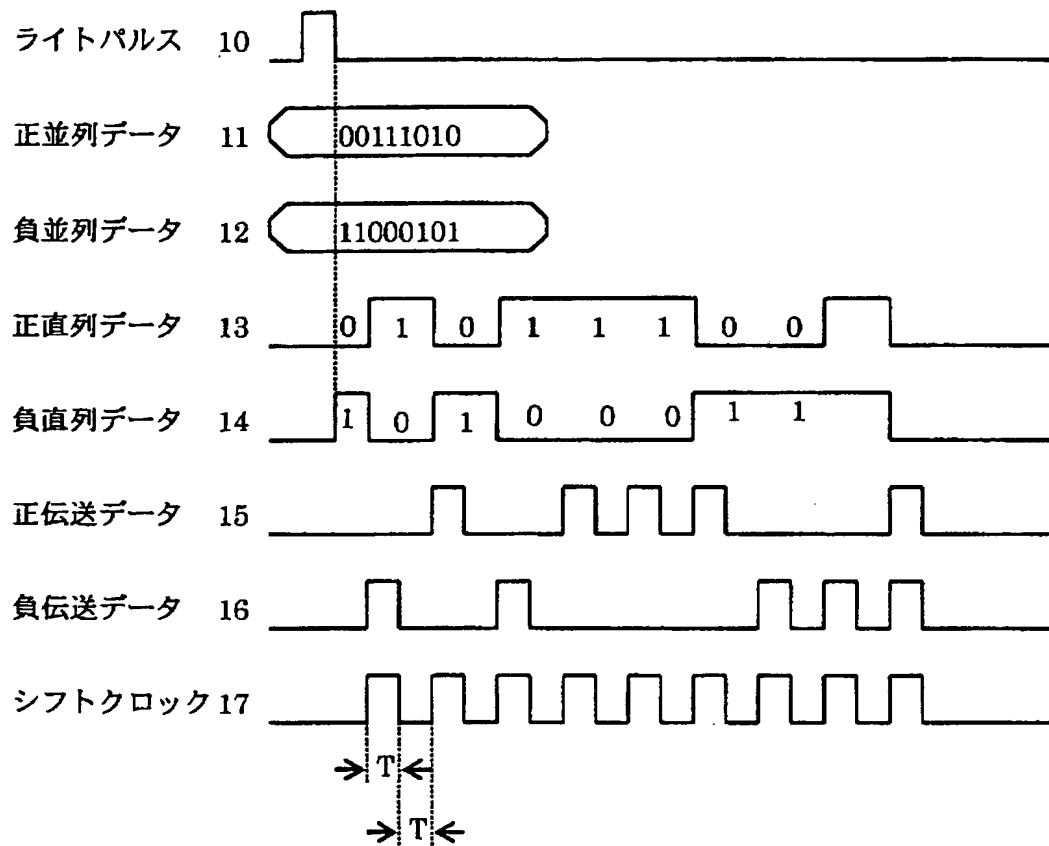 ライトパルス 10
正並列データ 11 00111010
負並列データ 12 11000101
正直列データ 13 0 1 0 1 1 1 0 0
負直列データ 14 1 0 1 0 0 0 1 1
正伝送データ 15
負伝送データ 16
シフトクロック 17
T
T